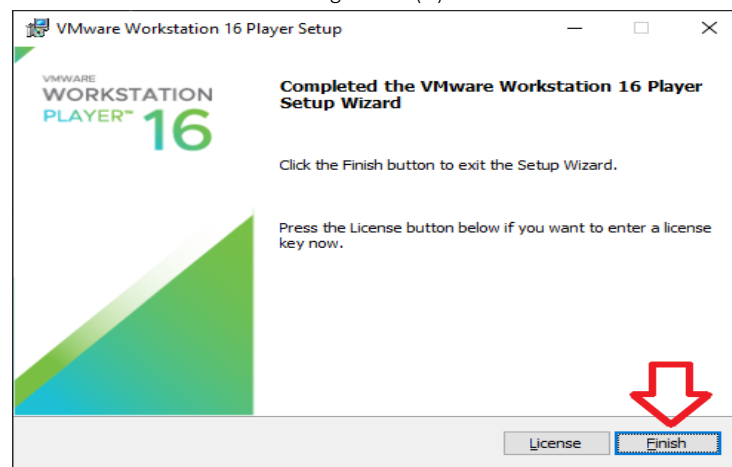 VMware Workstation 16 Player Setup
VMWARE
WORKSTATION
PLAYER™ 16
Completed the VMware Workstation 16 Player
Setup Wizard
Click the Finish button to exit the Setup Wizard.
Press the License button below if you want to enter a license
key now.
License
Finish